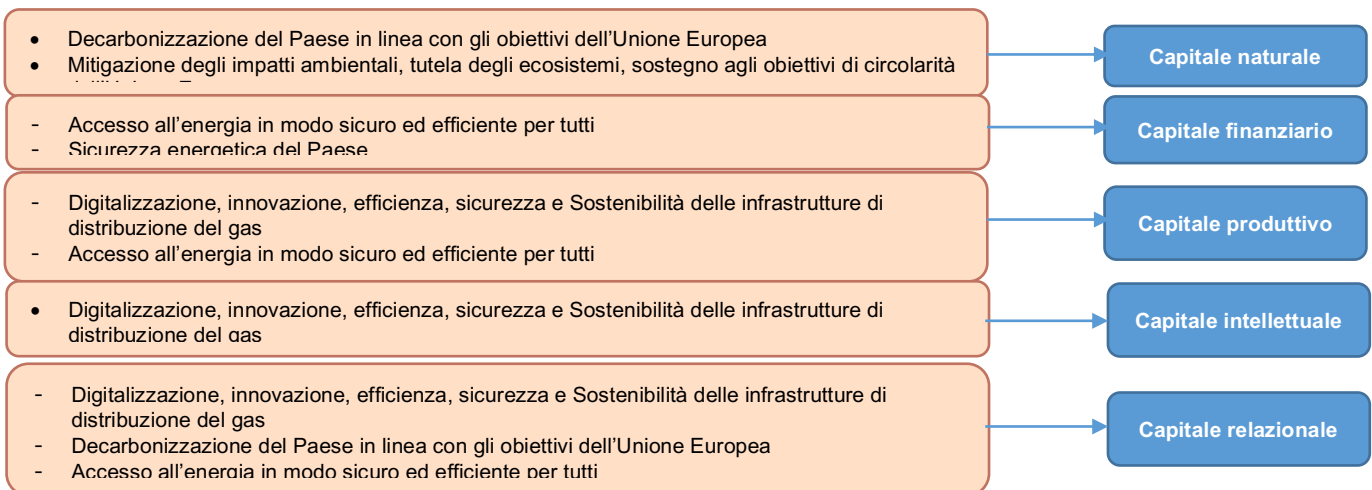 • Decarbonizzazione del Paese in linea con gli obiettivi dell'Unione Europea
• Mitigazione degli impatti ambientali, tutela degli ecosistemi, sostegno agli obiettivi di circolarità
Capitale naturale
- Accesso all'energia in modo sicuro ed efficiente per tutti
- Sicurezza energetica del Paese
Capitale finanziario
- Digitalizzazione, innovazione, efficienza, sicurezza e Sostenibilità delle infrastrutture di
distribuzione del gas
- Accesso all'energia in modo sicuro ed efficiente per tutti
Capitale produttivo
• Digitalizzazione, innovazione, efficienza, sicurezza e Sostenibilità delle infrastrutture di
distribuzione del gas
Capitale intellettuale
- Digitalizzazione, innovazione, efficienza, sicurezza e Sostenibilità delle infrastrutture di
distribuzione del gas
- Decarbonizzazione del Paese in linea con gli obiettivi dell'Unione Europea
- Accesso all'energia in modo sicuro ed efficiente per tutti
Capitale relazionale